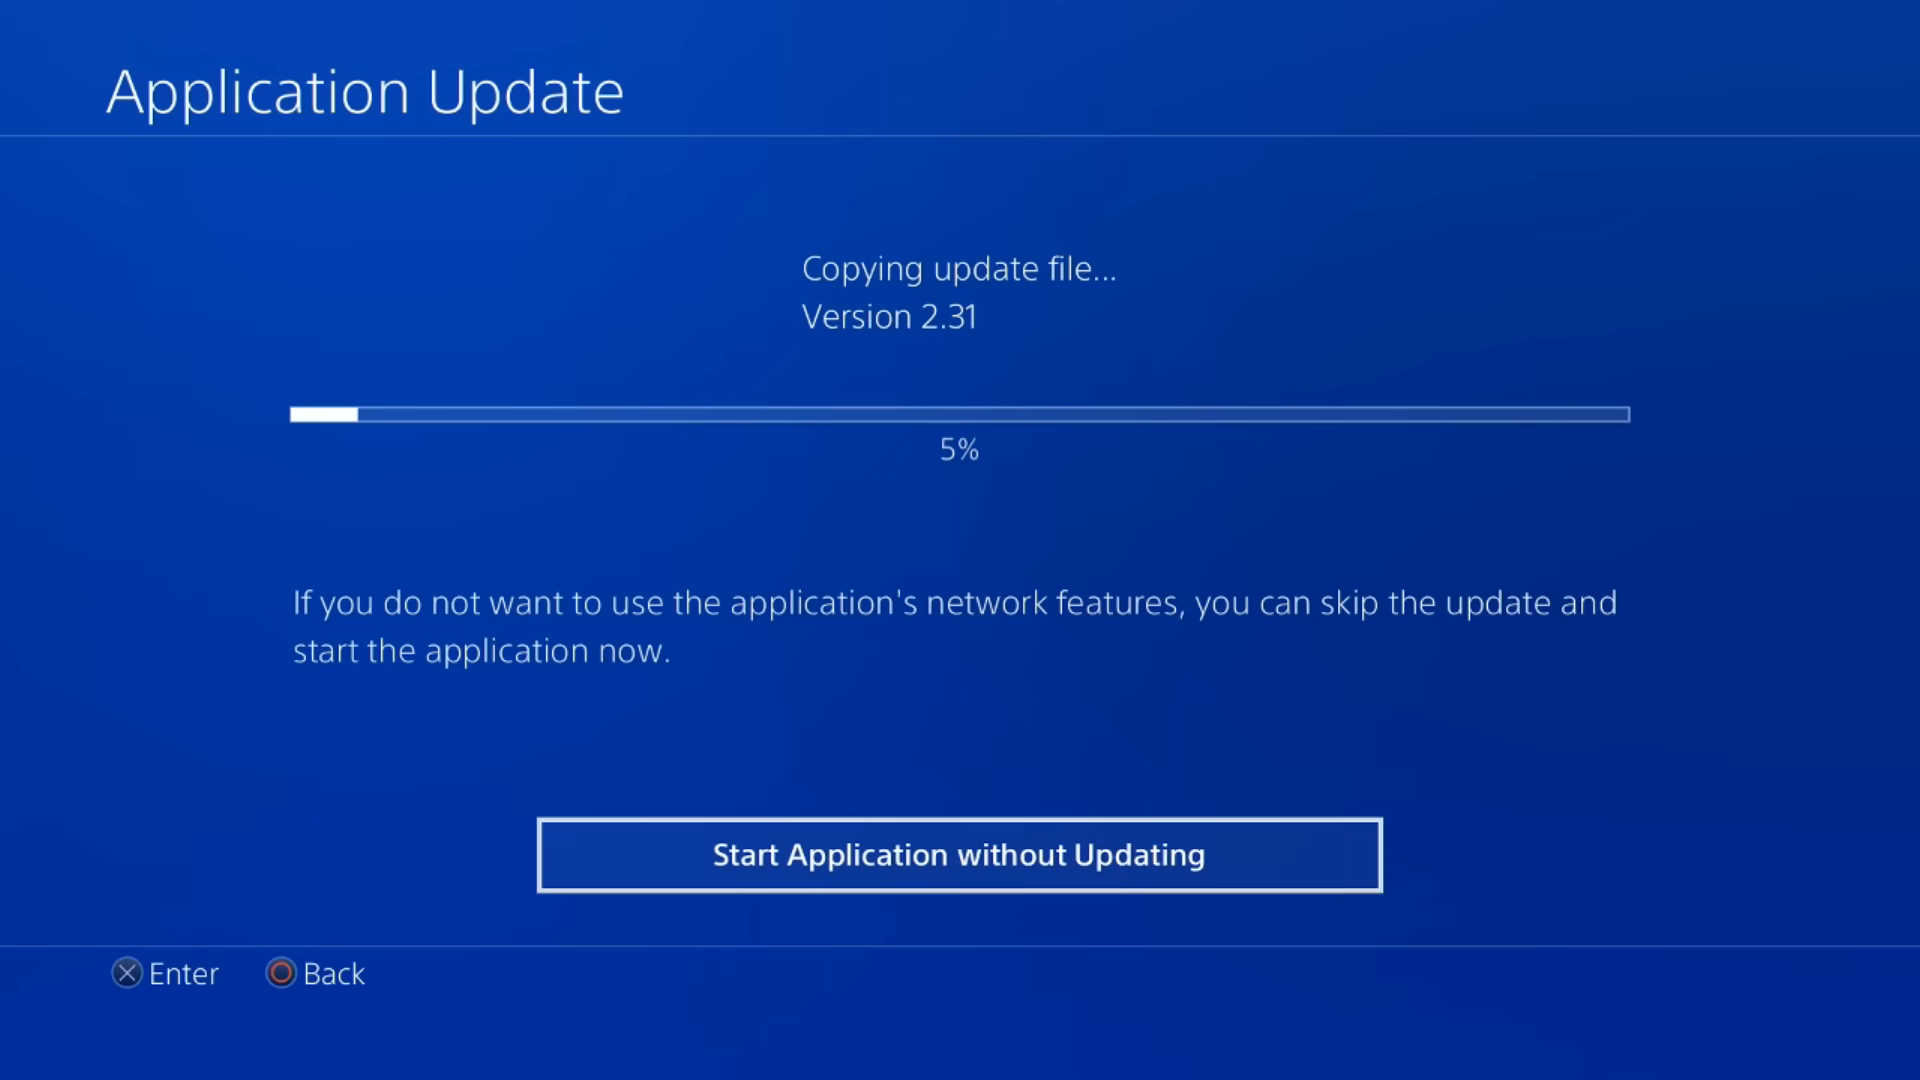 Application Update
Copying update file...
Version 2.31
5%
If you do not want to use the application's network features, you can skip the update and
start the application now.
Start Application without Updating
Enter Back